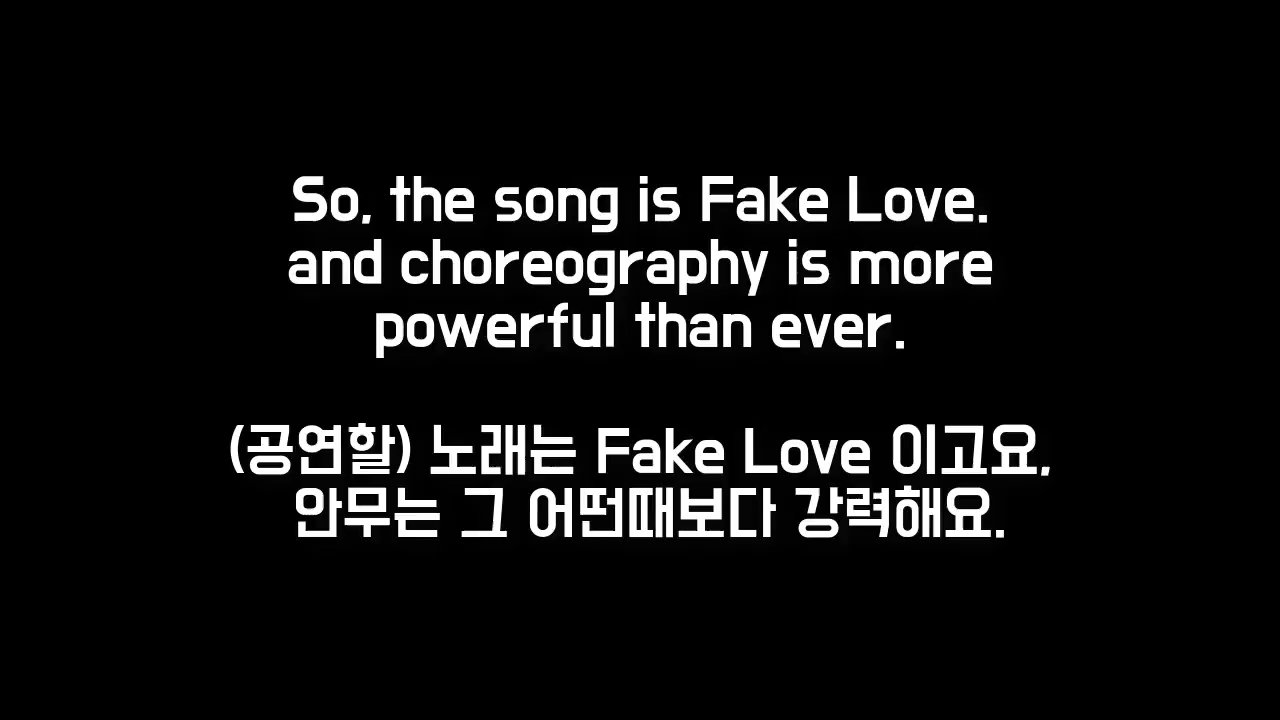 So, the song is Fake Love.
and choreography is more
powerful than ever.
(공연할) 노래는 Fake Love 이고요,
안무는 그 어떤때보다 강력해요.